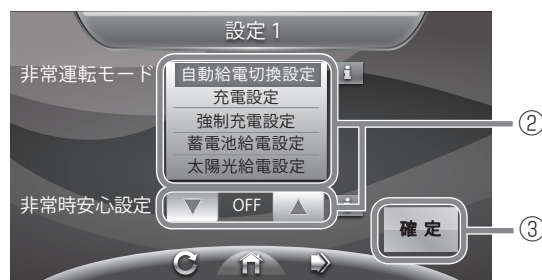 設定 1
非常運転モード
自動給電切換設定
i
充電設定
強制充電設定
蓄電池給電設定
太陽光給電設定
②
非常時安心設定
▼ OFF ▲
i
確 定
③